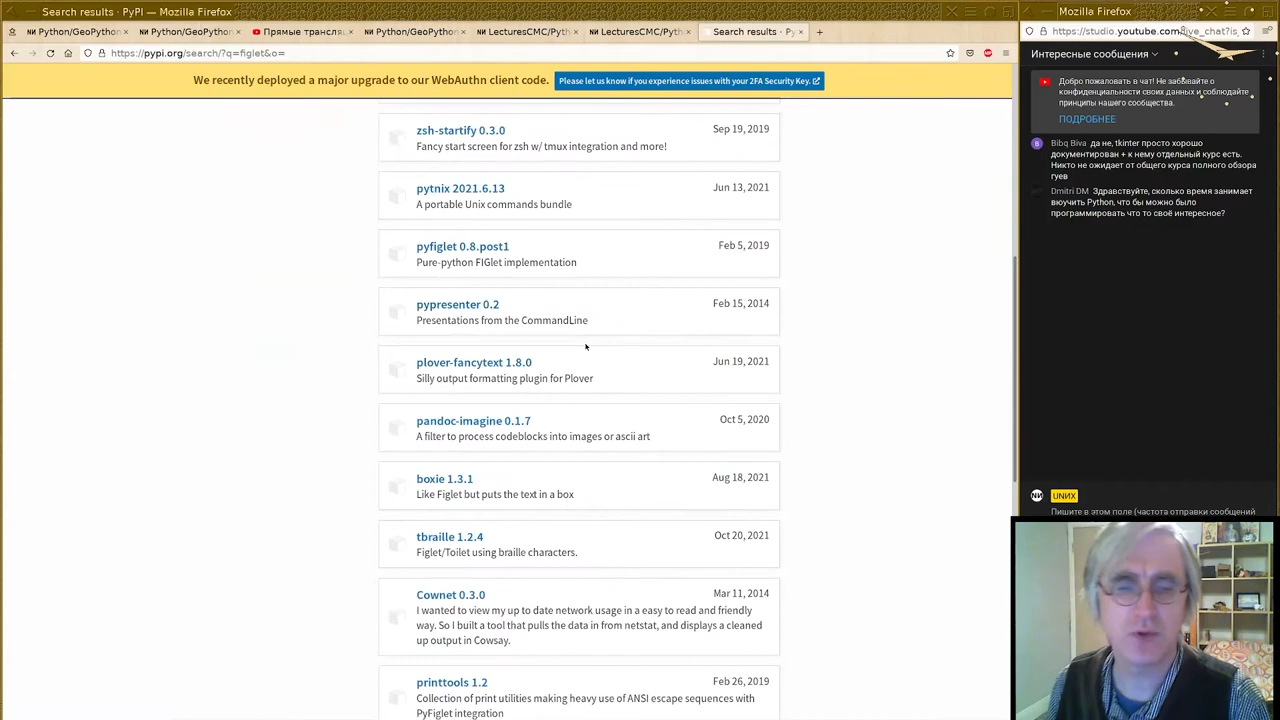 Search results · PyPI — Mozilla Firefox
Mozilla Firefox
Python/GeoPython
Python/GeoPython
Прямые трансляц
LecturesCMC/Pyth
LecturesCMC/Pyth
Search results · Py
https://pypi.org/search/?q=figlet&o=
https://studio.youtube.com/live_chat?is_
We recently deployed a major upgrade to our WebAuthn client code.
Please let us know if you experience issues with your 2FA Security Key.
zsh-startify 0.3.0
Sep 19, 2019
Fancy start screen for zsh w/ tmux integration and more!
pytnix 2021.6.13
Jun 13, 2021
A portable Unix commands bundle
pyfiglet 0.8.post1
Feb 5, 2019
Pure-python FIGlet implementation
pypresenter 0.2
Feb 15, 2014
Presentations from the CommandLine
plover-fancytext 1.8.0
Jun 19, 2021
Silly output formatting plugin for Plover
pandoc-imagine 0.1.7
Oct 5, 2020
A filter to process codeblocks into images or ascii art
boxie 1.3.1
Aug 18, 2021
Like Figlet but puts the text in a box
tbraille 1.2.4
Oct 20, 2021
Figlet/Toilet using braille characters.
Cownet 0.3.0
Mar 11, 2014
I wanted to view my up to date network usage in a easy to read and friendly
way. So I built a tool that pulls the data in from netstat, and displays a cleaned
up output in Cowsay.
printtools 1.2
Feb 26, 2019
Collection of print utilities making heavy use of ANSI escape sequences with
PyFiglet integration
Интересные сообщения
Добро пожаловать в чат! Не забывайте о
конфиденциальности своих данных и соблюдайте
принципы нашего сообщества.
ПОДРОБНЕЕ
Bibq Biva да не, tkinter просто хорошо
документирован + к нему отдельный курс есть.
Никто не ожидает от общего курса полного обзора
гуев
Dmitri DM Здравствуйте, сколько время занимает
вюучить Python, что бы можно было
программировать что то своё интересное?
UNИX
Пишите в этом поле (частота отправки сообщений